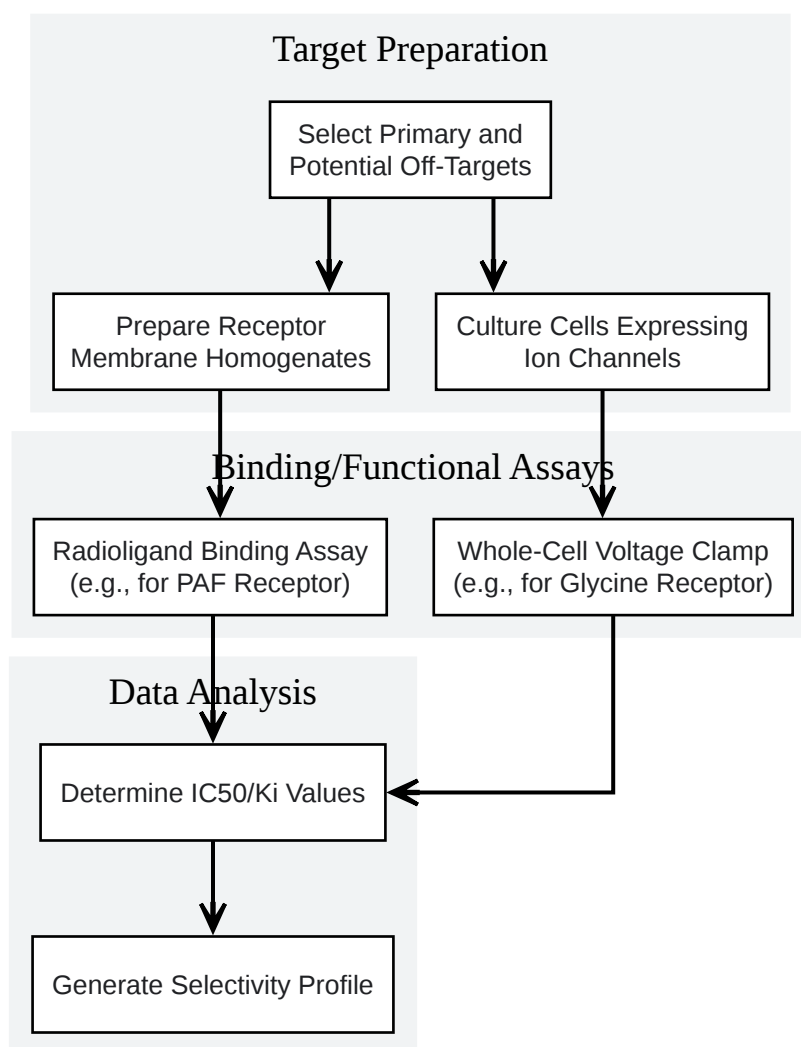 Target Preparation
Select Primary and
Potential Off-Targets
Prepare Receptor
Membrane Homogenates
Culture Cells Expressing
Ion Channels
Binding/Functional Assays
Radioligand Binding Assay
(e.g., for PAF Receptor)
Whole-Cell Voltage Clamp
(e.g., for Glycine Receptor)
Data Analysis
Determine IC50/Ki Values
Generate Selectivity Profile